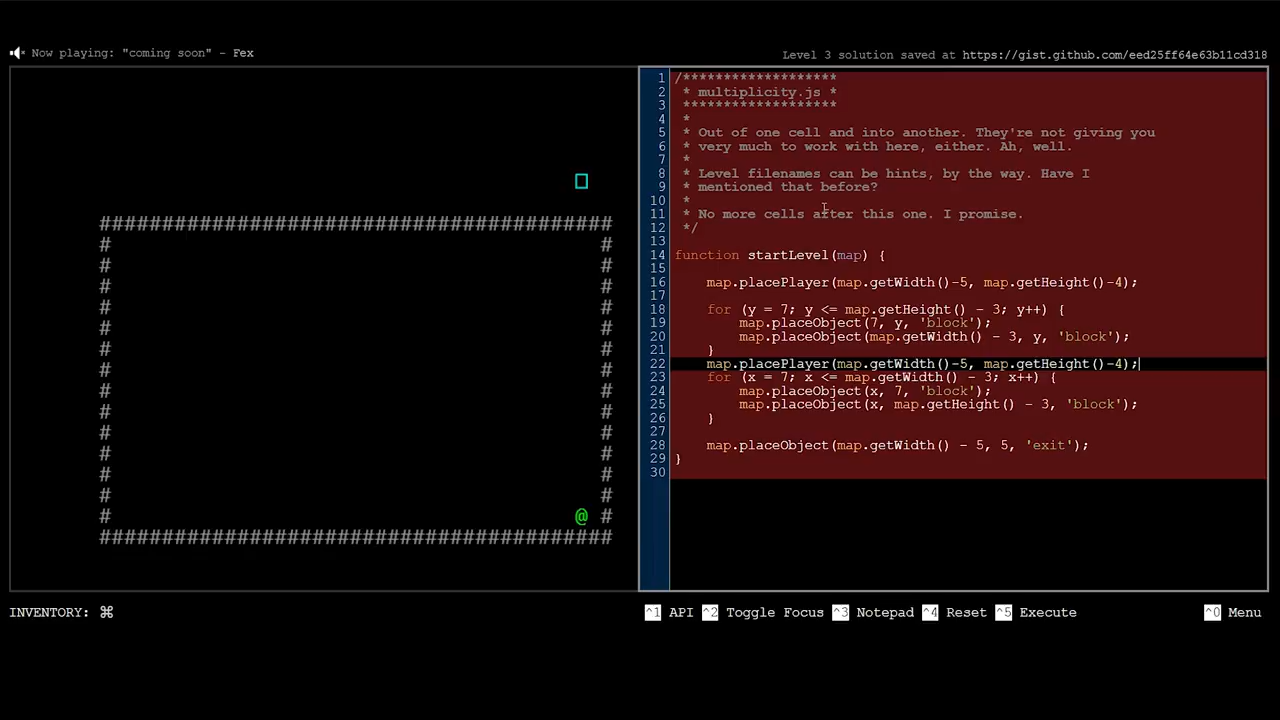 Now playing: "coming soon" - Fex
Level 3 solution saved at https://gist.github.com/eed25ff64e63b11cd318
##########################################
# #
# #
# #
# #
# #
# #
# #
# #
# #
# #
# #
# #
# #
# @ #
##########################################
1 /*******************
2 * multiplicity.js *
3 *******************
4 *
5 * Out of one cell and into another. They're not giving you
6 * very much to work with here, either. Ah, well.
7 *
8 * Level filenames can be hints, by the way. Have I
9 * mentioned that before?
10 *
11 * No more cells after this one. I promise.
12 */
13
14 function startLevel(map) {
15
16 map.placePlayer(map.getWidth()-5, map.getHeight()-4);
17
18 for (y = 7; y <= map.getHeight() - 3; y++) {
19 map.placeObject(7, y, 'block');
20 map.placeObject(map.getWidth() - 3, y, 'block');
21 }
22 map.placePlayer(map.getWidth()-5, map.getHeight()-4);
23 for (x = 7; x <= map.getWidth() - 3; x++) {
24 map.placeObject(x, 7, 'block');
25 map.placeObject(x, map.getHeight() - 3, 'block');
26 }
27
28 map.placeObject(map.getWidth() - 5, 5, 'exit');
29 }
30
INVENTORY: ⌘
^1 API ^2 Toggle Focus ^3 Notepad ^4 Reset ^5 Execute ^0 Menu